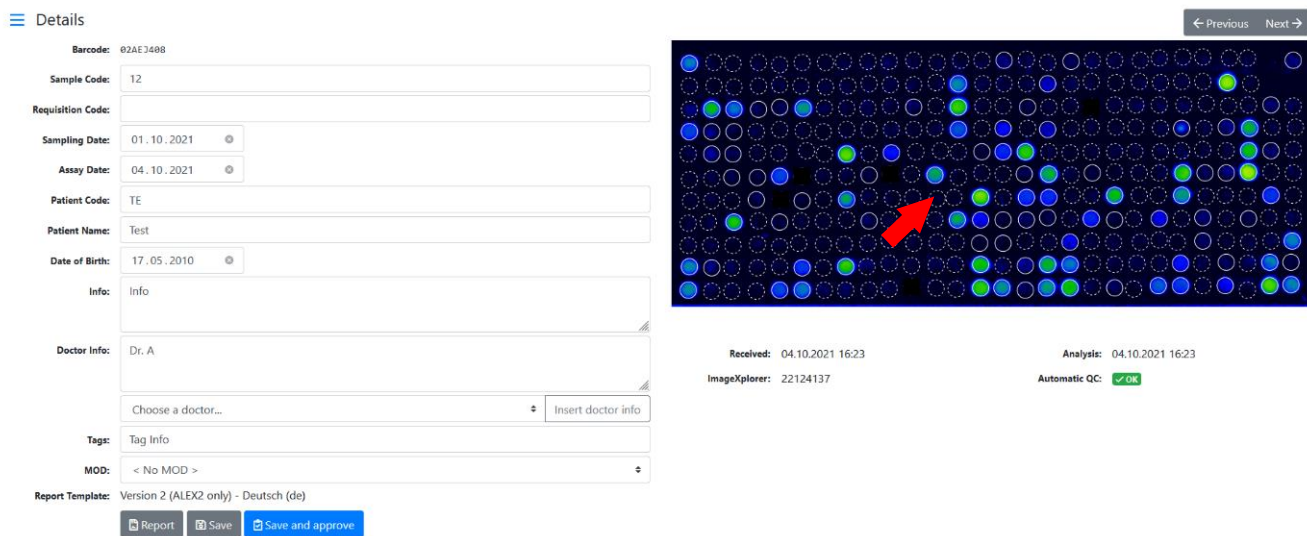 Details
← Previous Next →
Barcode: 02AEJ408
Sample Code: 12
Requisition Code:
Sampling Date: 01.10.2021
Assay Date: 04.10.2021
Patient Code: TE
Patient Name: Test
Date of Birth: 17.05.2010
Info: Info
Doctor Info: Dr. A
Choose a doctor... Insert doctor info
Tags: Tag Info
MOD: < No MOD >
Report Template: Version 2 (ALEX2 only) - Deutsch (de)
Report Save Save and approve
Received: 04.10.2021 16:23 Analysis: 04.10.2021 16:23
ImageXplorer: 22124137 Automatic QC: ✓ OK